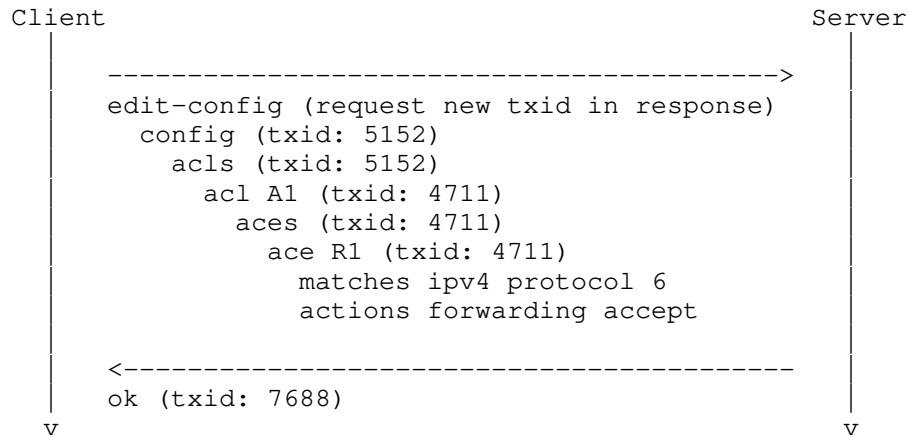 Client                                            Server
  |                                                 |
  |   ------------------------------------------>   |
  |   edit-config (request new txid in response)    |
  |     config (txid: 5152)                         |
  |       acls (txid: 5152)                         |
  |         acl A1 (txid: 4711)                     |
  |           aces (txid: 4711)                     |
  |             ace R1 (txid: 4711)                 |
  |               matches ipv4 protocol 6           |
  |               actions forwarding accept         |
  |                                                 |
  |   <------------------------------------------   |
  |   ok (txid: 7688)                               |
  v                                                 v